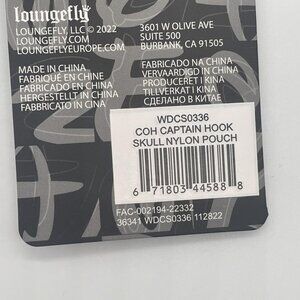 loungefly
LOUNGEFLY, LLC © 2022
LOUNGEFLY.COM
LOUNGEFLYEUROPE.COM
3601 W OLIVE AVE
SUITE 500
BURBANK, CA 91505
MADE IN CHINA
FABRIQUÉ EN CHINE
FABRICADO EN CHINA
HERGESTELLT IN CHINA
FABBRICATO IN CINA
FABRICADO NA CHINA
VERVAARDIGD IN CHINA
PRODUCERET I KINA
TILLVERKAT I KINA
СДЕЛАНО В КИТАЕ
WDCS0336
COH CAPTAIN HOOK
SKULL NYLON POUCH
6 71803 44588 8
FAC-002194-22332
36341 WDCS0336 112822